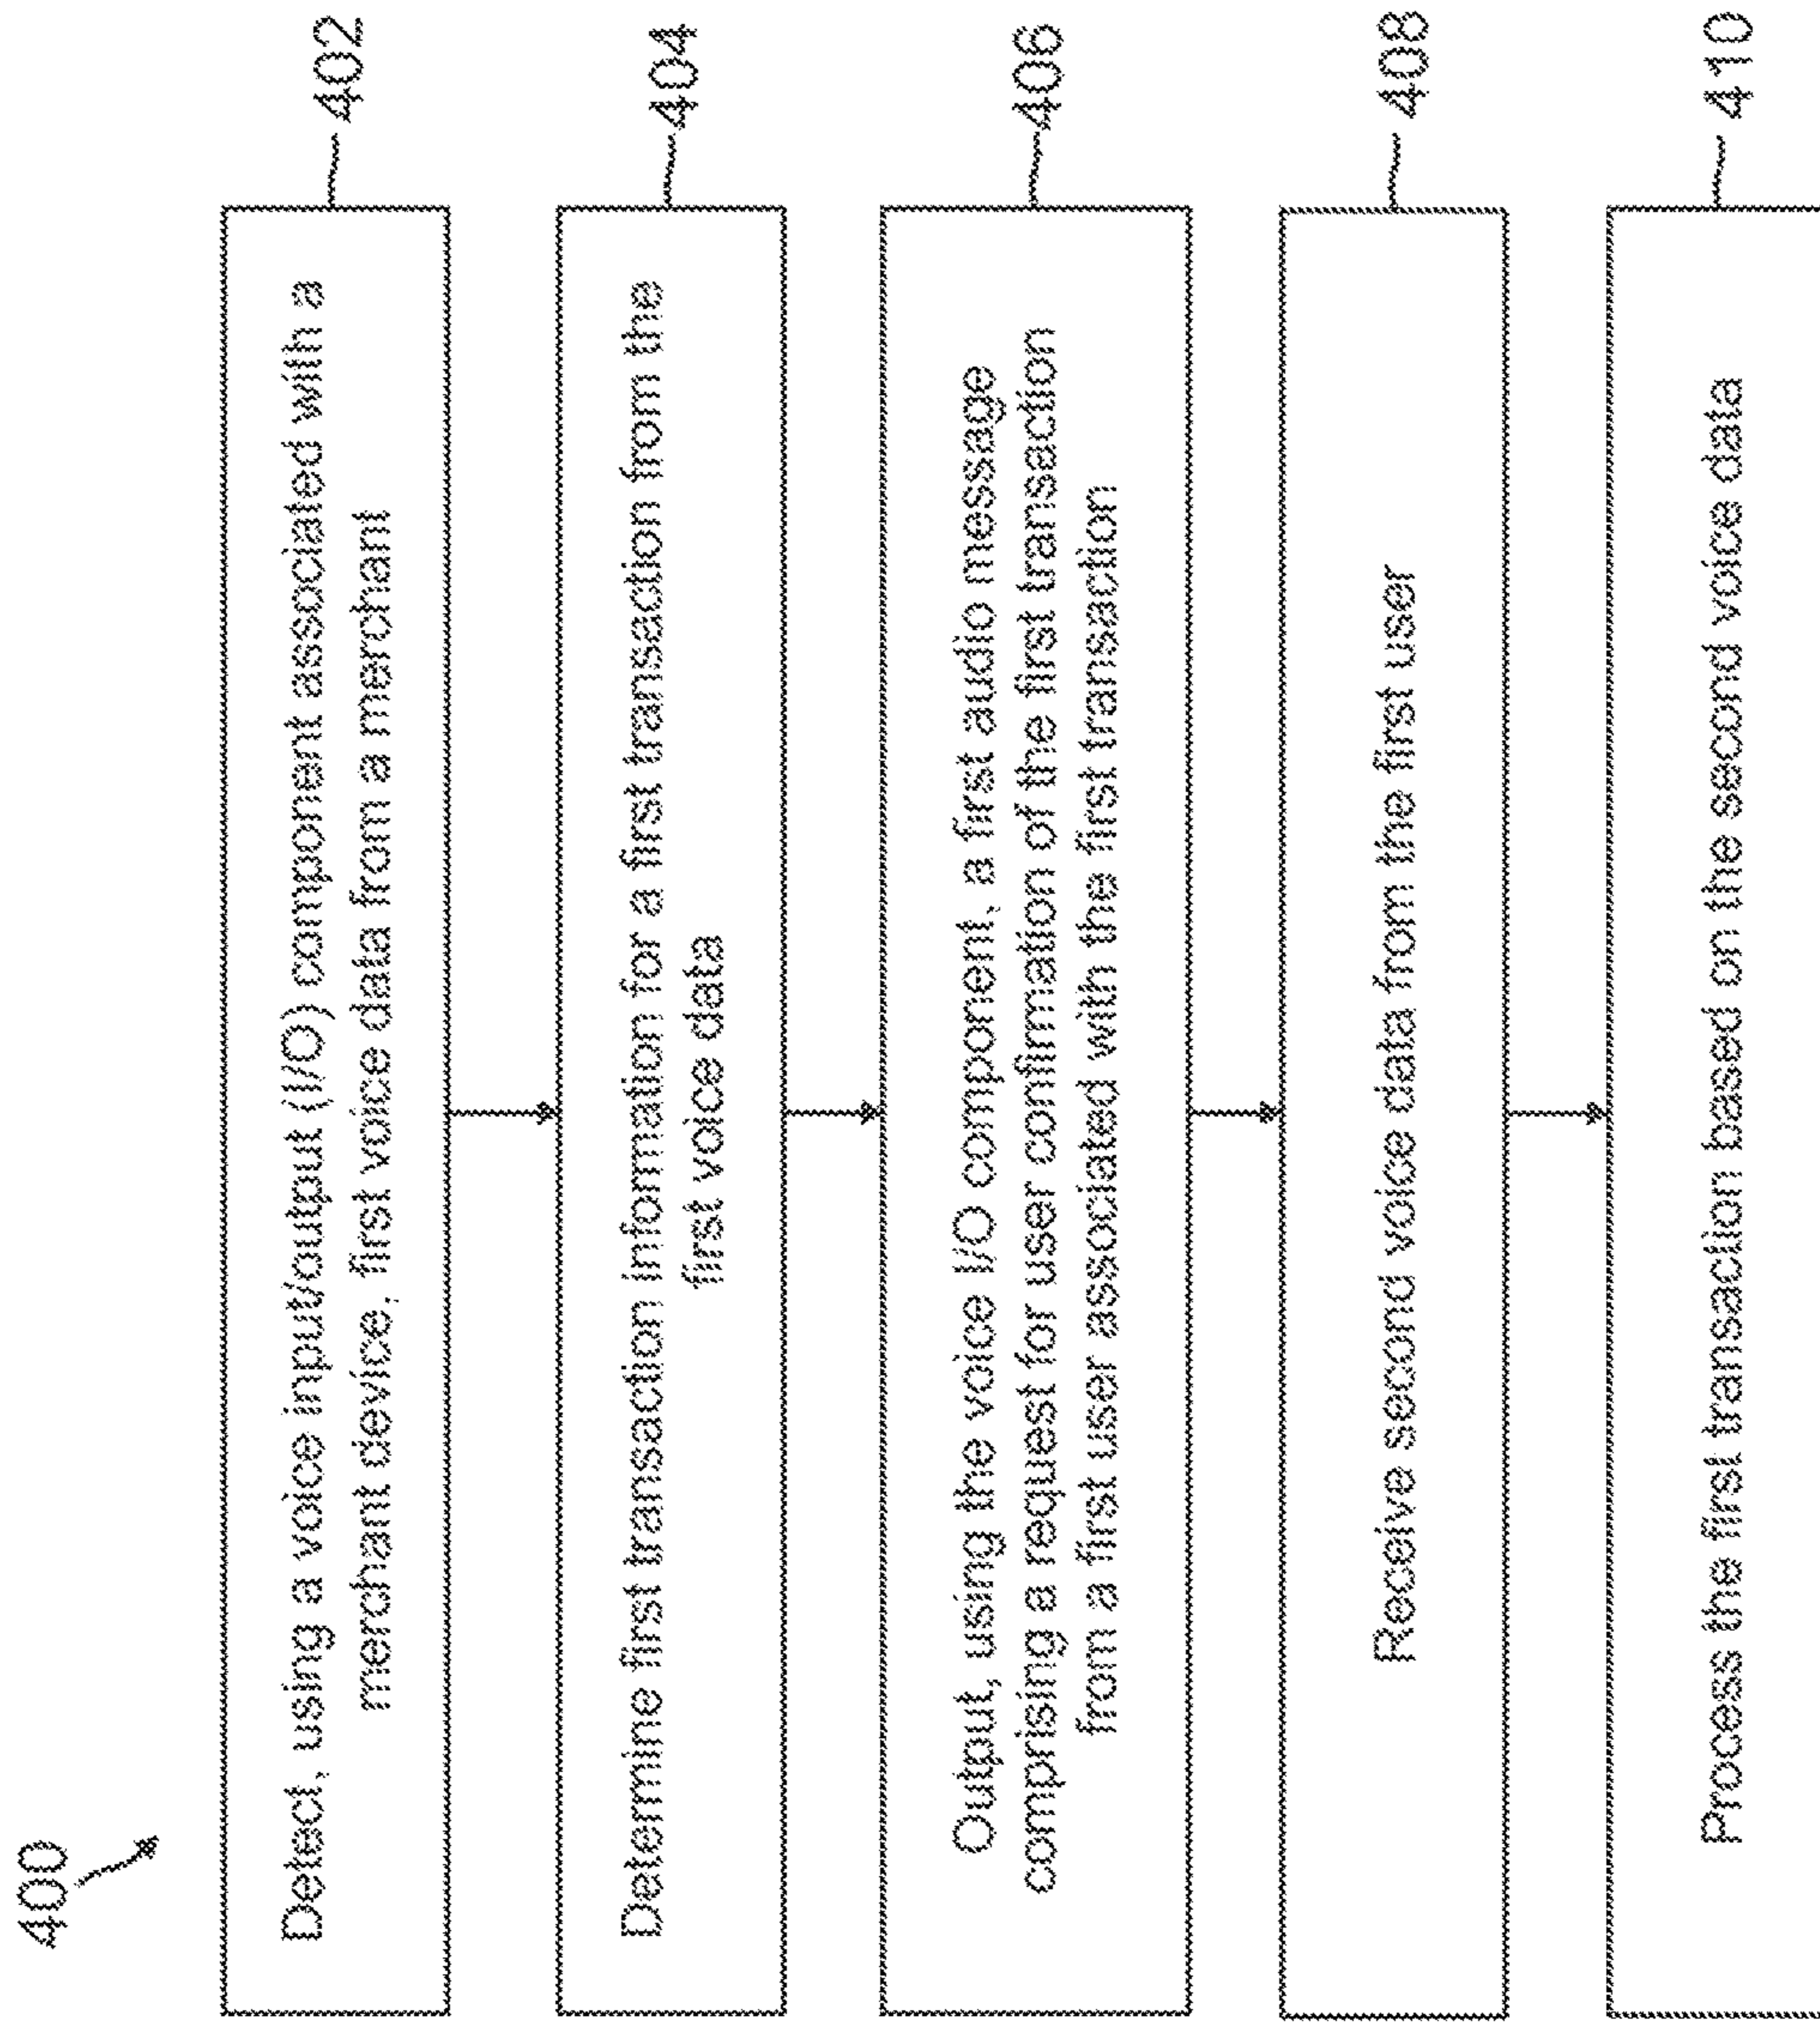 400
Detect, using a voice input/output (I/O) component associated with a
merchant device, first voice data from a merchant
402
Determine first transaction information for a first transaction from the
first voice data
404
Output, using the voice I/O component, a first audio message
comprising a request for user confirmation of the first transaction
from a first user associated with the first transaction
406
Receive second voice data from the first user
408
Process the first transaction based on the second voice data
410